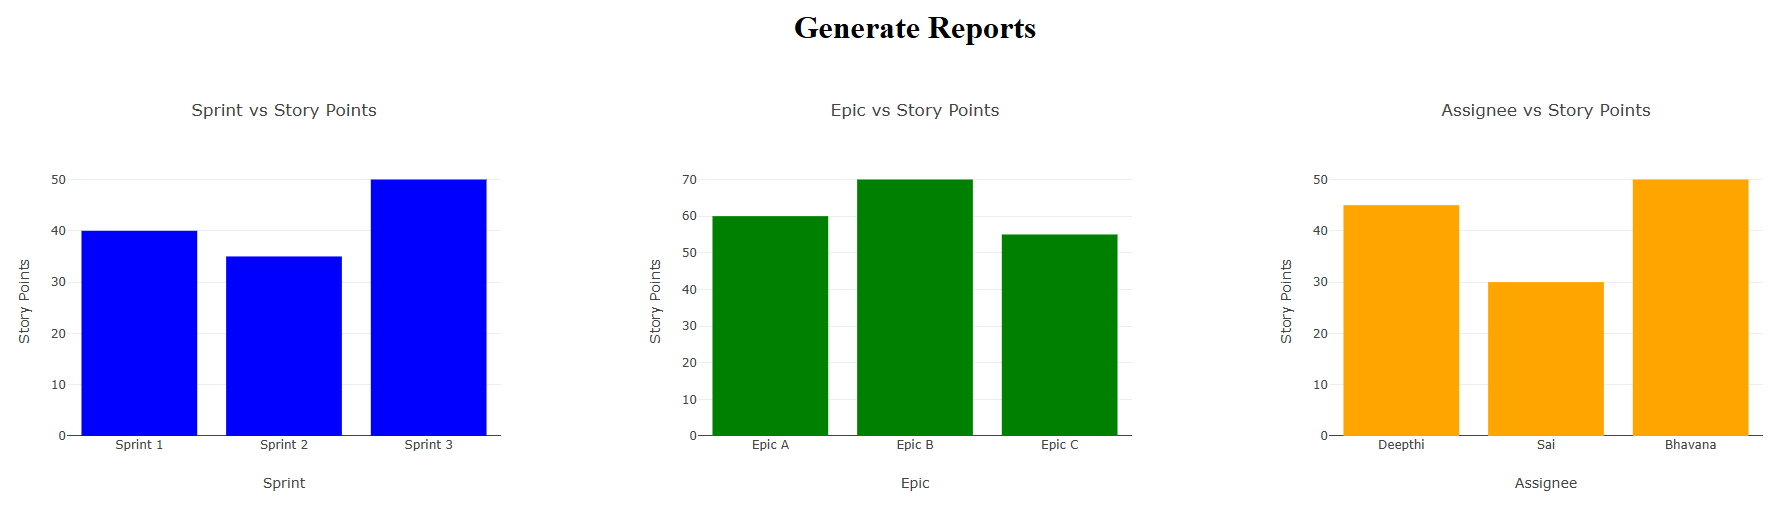 Generate Reports
Sprint vs Story Points
50
40
30
20
10
0
Story Points
Sprint 1 Sprint 2 Sprint 3
Sprint
Epic vs Story Points
70
60
50
40
30
20
10
0
Story Points
Epic A Epic B Epic C
Epic
Assignee vs Story Points
50
40
30
20
10
0
Story Points
Deepthi Sai Bhavana
Assignee